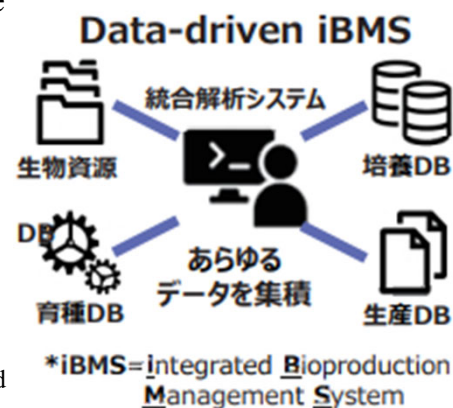 Data-driven iBMS
統合解析システム
生物資源
DB
培養DB
あらゆる
データを集積
育種DB
生産DB
*iBMS=integrated Bioproduction
Management System